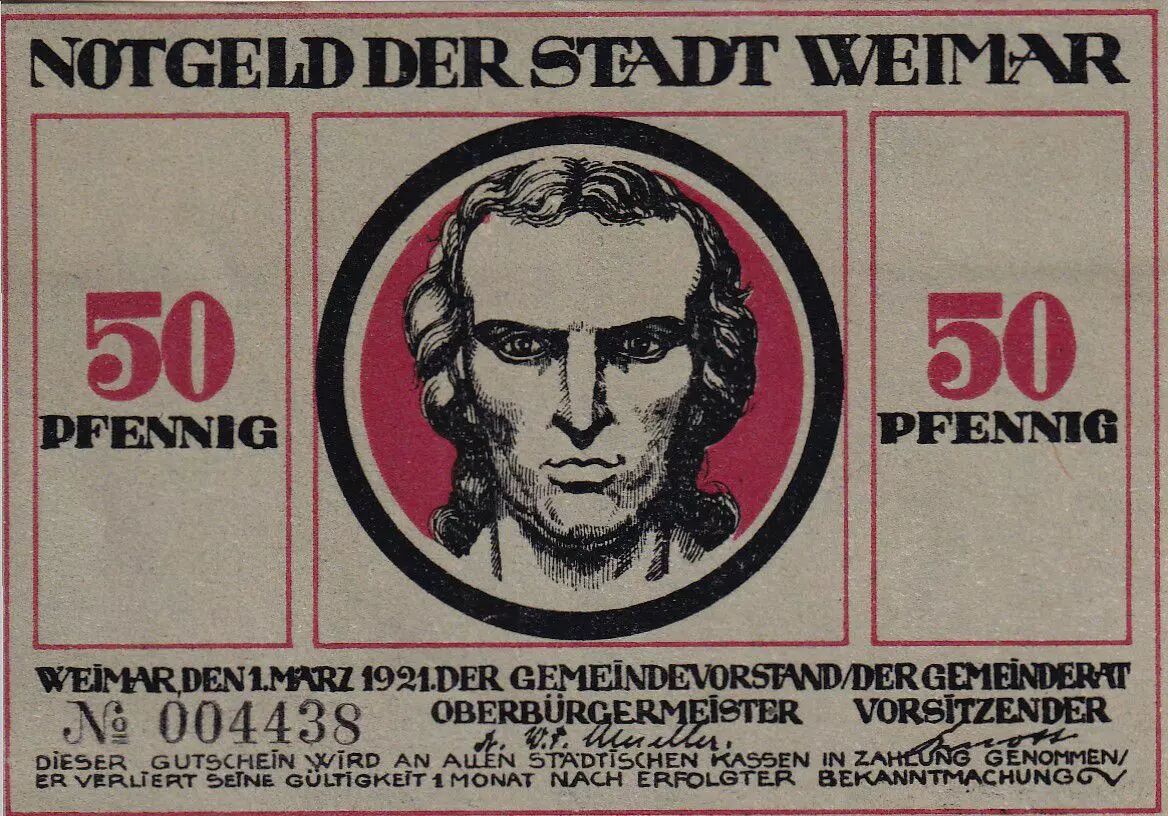 NOTGELD DER STADT WEIMAR
50
PFENNIG
50
PFENNIG
WEIMAR, DEN 1. MÄRZ 1921. DER GEMEINDEVORSTAND/DER GEMEINDERAT
No 004438 OBERBÜRGERMEISTER VORSITZENDER
Mueller.
DIESER GUTSCHEIN WIRD AN ALLEN STÄDTISCHEN KASSEN IN ZAHLUNG GENOMMEN/
ER VERLIERT SEINE GÜLTIGKEIT 1 MONAT NACH ERFOLGTER BEKANNTMACHUNG